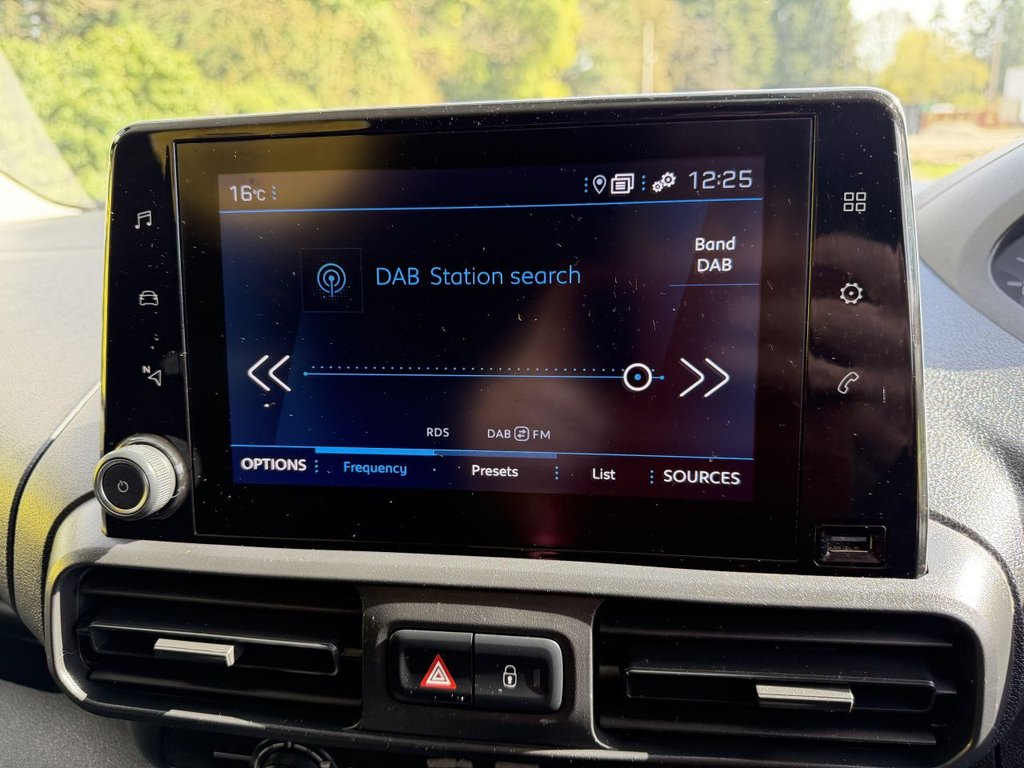 16°C 12:25
DAB Station search
Band
DAB
RDS DAB FM
OPTIONS Frequency Presets List SOURCES
N